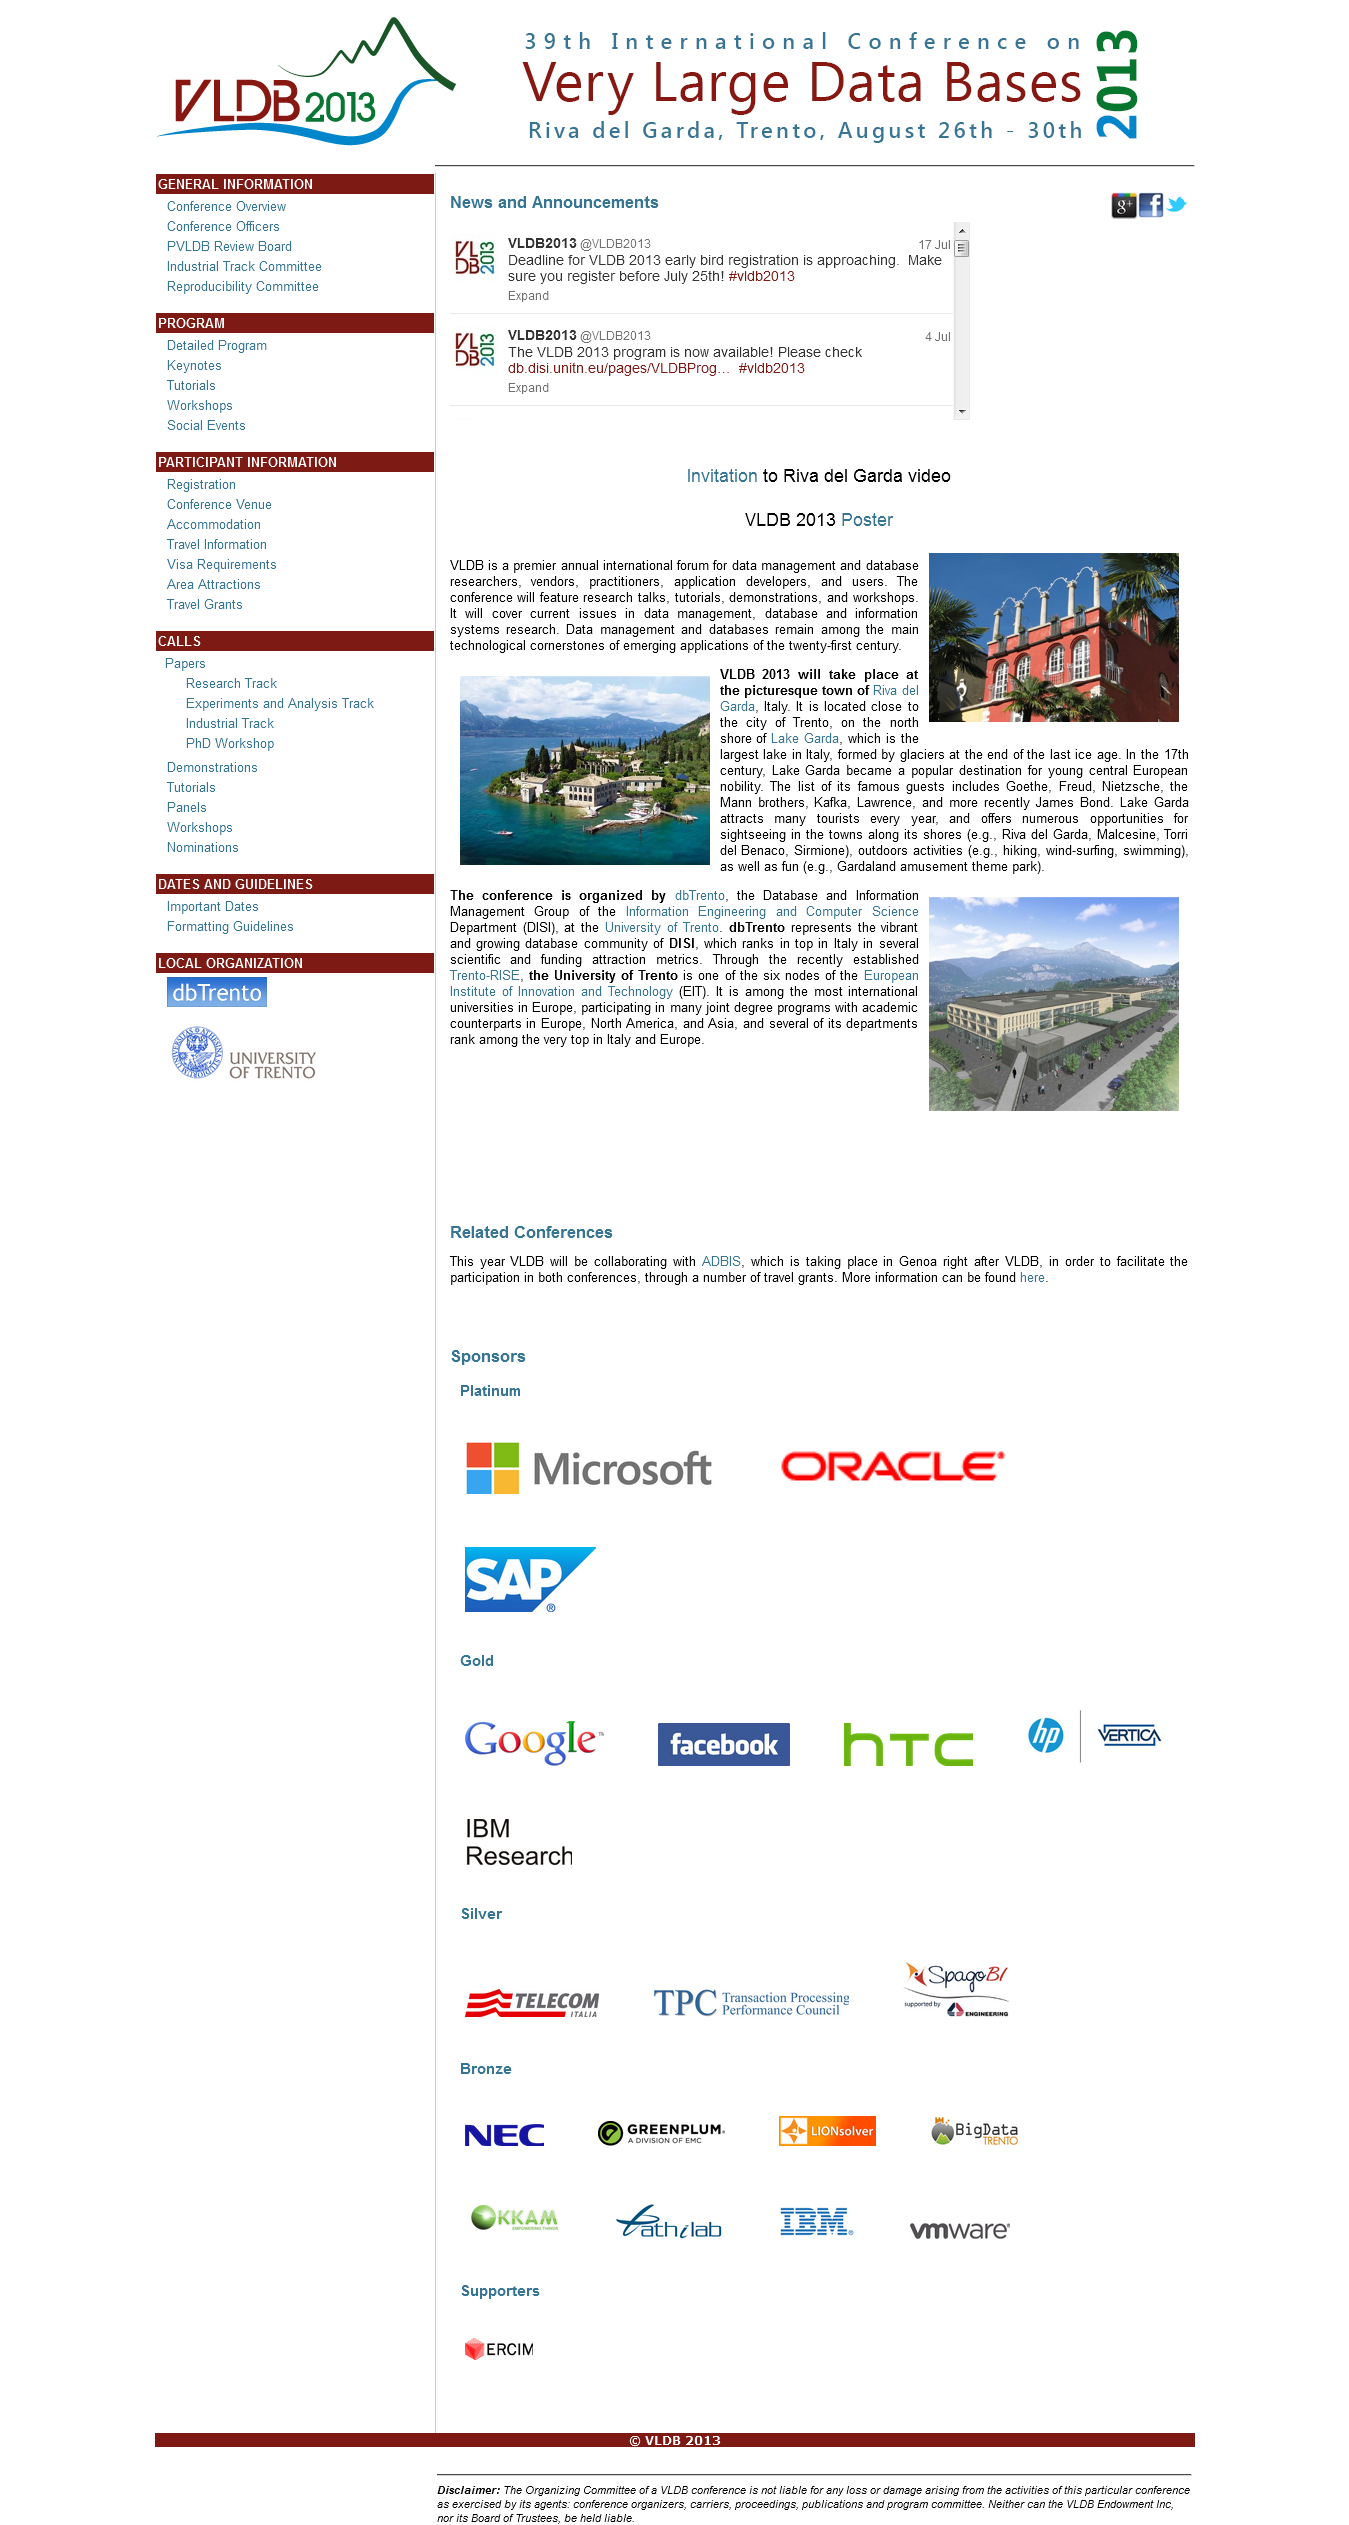 VLDB 2013
39th International Conference on
Very Large Data Bases
Riva del Garda, Trento, August 26th - 30th
2013
GENERAL INFORMATION
Conference Overview
Conference Officers
PVLDB Review Board
Industrial Track Committee
Reproducibility Committee
PROGRAM
Detailed Program
Keynotes
Tutorials
Workshops
Social Events
PARTICIPANT INFORMATION
Registration
Conference Venue
Accommodation
Travel Information
Visa Requirements
Area Attractions
Travel Grants
CALLS
Papers
Research Track
Experiments and Analysis Track
Industrial Track
PhD Workshop
Demonstrations
Tutorials
Panels
Workshops
Nominations
DATES AND GUIDELINES
Important Dates
Formatting Guidelines
LOCAL ORGANIZATION
dbTrento
UNIVERSITY
OF TRENTO
News and Announcements
g+ f
VLDB2013 @VLDB2013 17 Jul
Deadline for VLDB 2013 early bird registration is approaching. Make
sure you register before July 25th! #vldb2013
Expand
VLDB2013 @VLDB2013 4 Jul
The VLDB 2013 program is now available! Please check
db.disi.unitn.eu/pages/VLDBProg… #vldb2013
Expand
Invitation to Riva del Garda video
VLDB 2013 Poster
VLDB is a premier annual international forum for data management and database
researchers, vendors, practitioners, application developers, and users. The
conference will feature research talks, tutorials, demonstrations, and workshops.
It will cover current issues in data management, database and information
systems research. Data management and databases remain among the main
technological cornerstones of emerging applications of the twenty-first century.
VLDB 2013 will take place at
the picturesque town of Riva del
Garda, Italy. It is located close to
the city of Trento, on the north
shore of Lake Garda, which is the
largest lake in Italy, formed by glaciers at the end of the last ice age. In the 17th
century, Lake Garda became a popular destination for young central European
nobility. The list of its famous guests includes Goethe, Freud, Nietzsche, the
Mann brothers, Kafka, Lawrence, and more recently James Bond. Lake Garda
attracts many tourists every year, and offers numerous opportunities for
sightseeing in the towns along its shores (e.g., Riva del Garda, Malcesine, Torri
del Benaco, Sirmione), outdoors activities (e.g., hiking, wind-surfing, swimming),
as well as fun (e.g., Gardaland amusement theme park).
The conference is organized by dbTrento, the Database and Information
Management Group of the Information Engineering and Computer Science
Department (DISI), at the University of Trento. dbTrento represents the vibrant
and growing database community of DISI, which ranks in top in Italy in several
scientific and funding attraction metrics. Through the recently established
Trento-RISE, the University of Trento is one of the six nodes of the European
Institute of Innovation and Technology (EIT). It is among the most international
universities in Europe, participating in many joint degree programs with academic
counterparts in Europe, North America, and Asia, and several of its departments
rank among the very top in Italy and Europe.
Related Conferences
This year VLDB will be collaborating with ADBIS, which is taking place in Genoa right after VLDB, in order to facilitate the
participation in both conferences, through a number of travel grants. More information can be found here.
Sponsors
Platinum
Microsoft ORACLE
SAP
Gold
Google facebook hTC hp VERTICA
IBM
Research
Silver
TELECOM
ITALIA
TPC Transaction Processing
Performance Council
SpagoBI
supported by ENGINEERING
Bronze
NEC
GREENPLUM
A DIVISION OF EMC
LIONsolver
BigData
TRENTO
OKKAM
EMPOWERING THINGS
Pathilab
IBM
vmware
Supporters
ERCIM
© VLDB 2013
Disclaimer: The Organizing Committee of a VLDB conference is not liable for any loss or damage arising from the activities of this particular conference
as exercised by its agents: conference organizers, carriers, proceedings, publications and program committee. Neither can the VLDB Endowment Inc,
nor its Board of Trustees, be held liable.